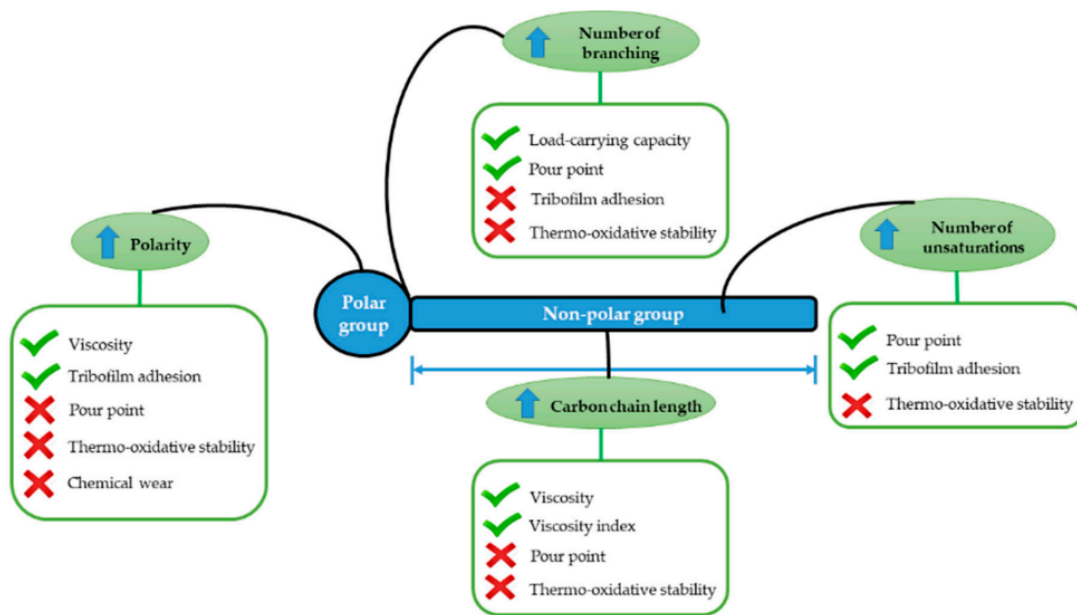 Number of
branching
Load-carrying capacity
Pour point
Tribofilm adhesion
Thermo-oxidative stability
Polarity
Viscosity
Tribofilm adhesion
Pour point
Thermo-oxidative stability
Chemical wear
Polar
group
Non-polar group
Number of
unsaturations
Pour point
Tribofilm adhesion
Thermo-oxidative stability
Carbon chain length
Viscosity
Viscosity index
Pour point
Thermo-oxidative stability